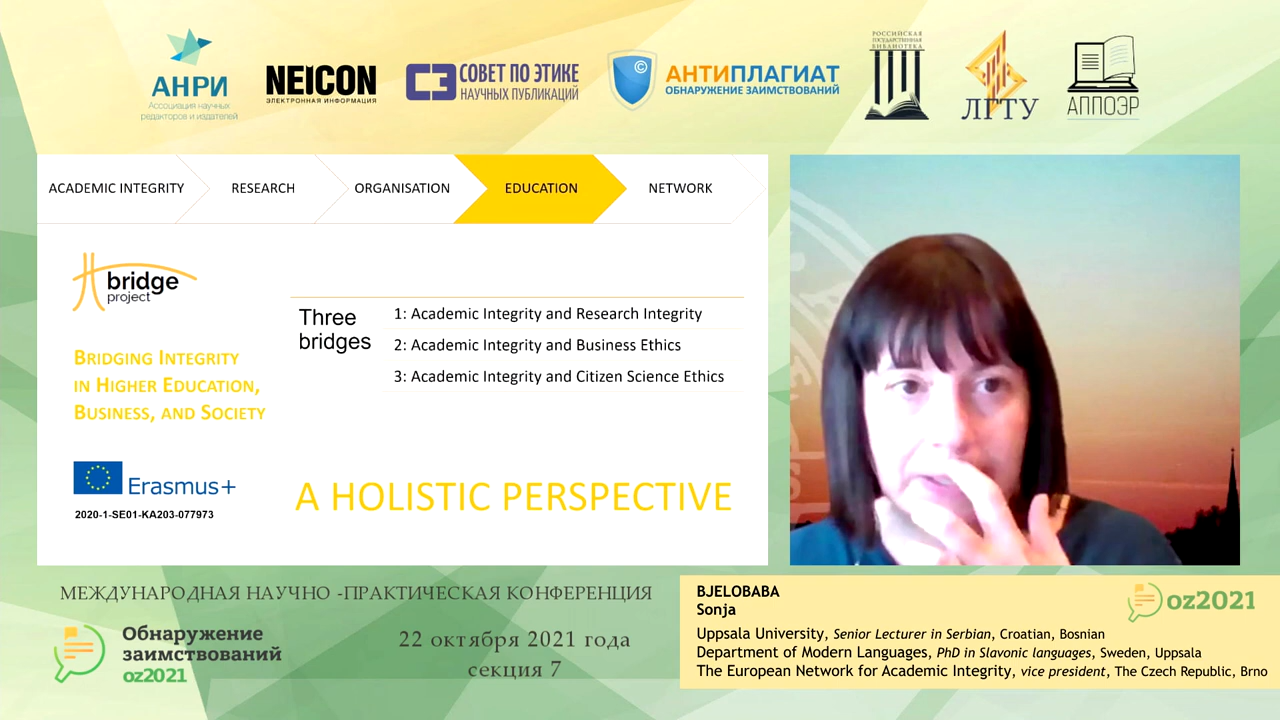 АНРИ
Ассоциация научных
редакторов и издателей
NEICON
ЭЛЕКТРОННАЯ ИНФОРМАЦИЯ
СЭ
СОВЕТ ПО ЭТИКЕ
НАУЧНЫХ ПУБЛИКАЦИЙ
©
АНТИПЛАГИАТ
ОБНАРУЖЕНИЕ ЗАИМСТВОВАНИЙ
РОССИЙСКАЯ
ГОСУДАРСТВЕННАЯ
БИБЛИОТЕКА
ЛГТУ
АППОЭР
ACADEMIC INTEGRITY
RESEARCH
ORGANISATION
EDUCATION
NETWORK
bridge
project
BRIDGING INTEGRITY
IN HIGHER EDUCATION,
BUSINESS, AND SOCIETY
Three
bridges
1: Academic Integrity and Research Integrity
2: Academic Integrity and Business Ethics
3: Academic Integrity and Citizen Science Ethics
Erasmus+
2020-1-SE01-KA203-077973
A HOLISTIC PERSPECTIVE
МЕЖДУНАРОДНАЯ НАУЧНО -ПРАКТИЧЕСКАЯ КОНФЕРЕНЦИЯ
Обнаружение
заимствований
oz2021
22 октября 2021 года
секция 7
BJELOBABA
Sonja
oz2021
Uppsala University, Senior Lecturer in Serbian, Croatian, Bosnian
Department of Modern Languages, PhD in Slavonic languages, Sweden, Uppsala
The European Network for Academic Integrity, vice president, The Czech Republic, Brno